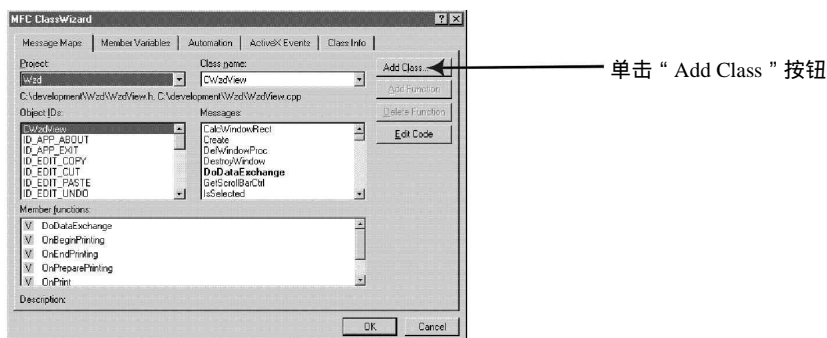 MFC ClassWizard
Message Maps Member Variables Automation ActiveX Events Class Info
Project: Class name: Add Class...
Wzd CWzdView
Add Function
C:\development\Wzd\WzdView.h, C:\development\Wzd\WzdView.cpp
Object IDs: Messages: Delete Function
CWzdView CalcWindowRect
Edit Code
ID_APP_ABOUT Create
ID_APP_EXIT DefWindowProc
ID_EDIT_COPY DestroyWindow
ID_EDIT_CUT DoDataExchange
ID_EDIT_PASTE GetScrollBarCtrl
ID_EDIT_UNDO IsSelected
Member functions:
V DoDataExchange
V OnBeginPrinting
V OnEndPrinting
V OnPreparePrinting
V OnPrint
Description:
OK Cancel
单击“Add Class”按钮